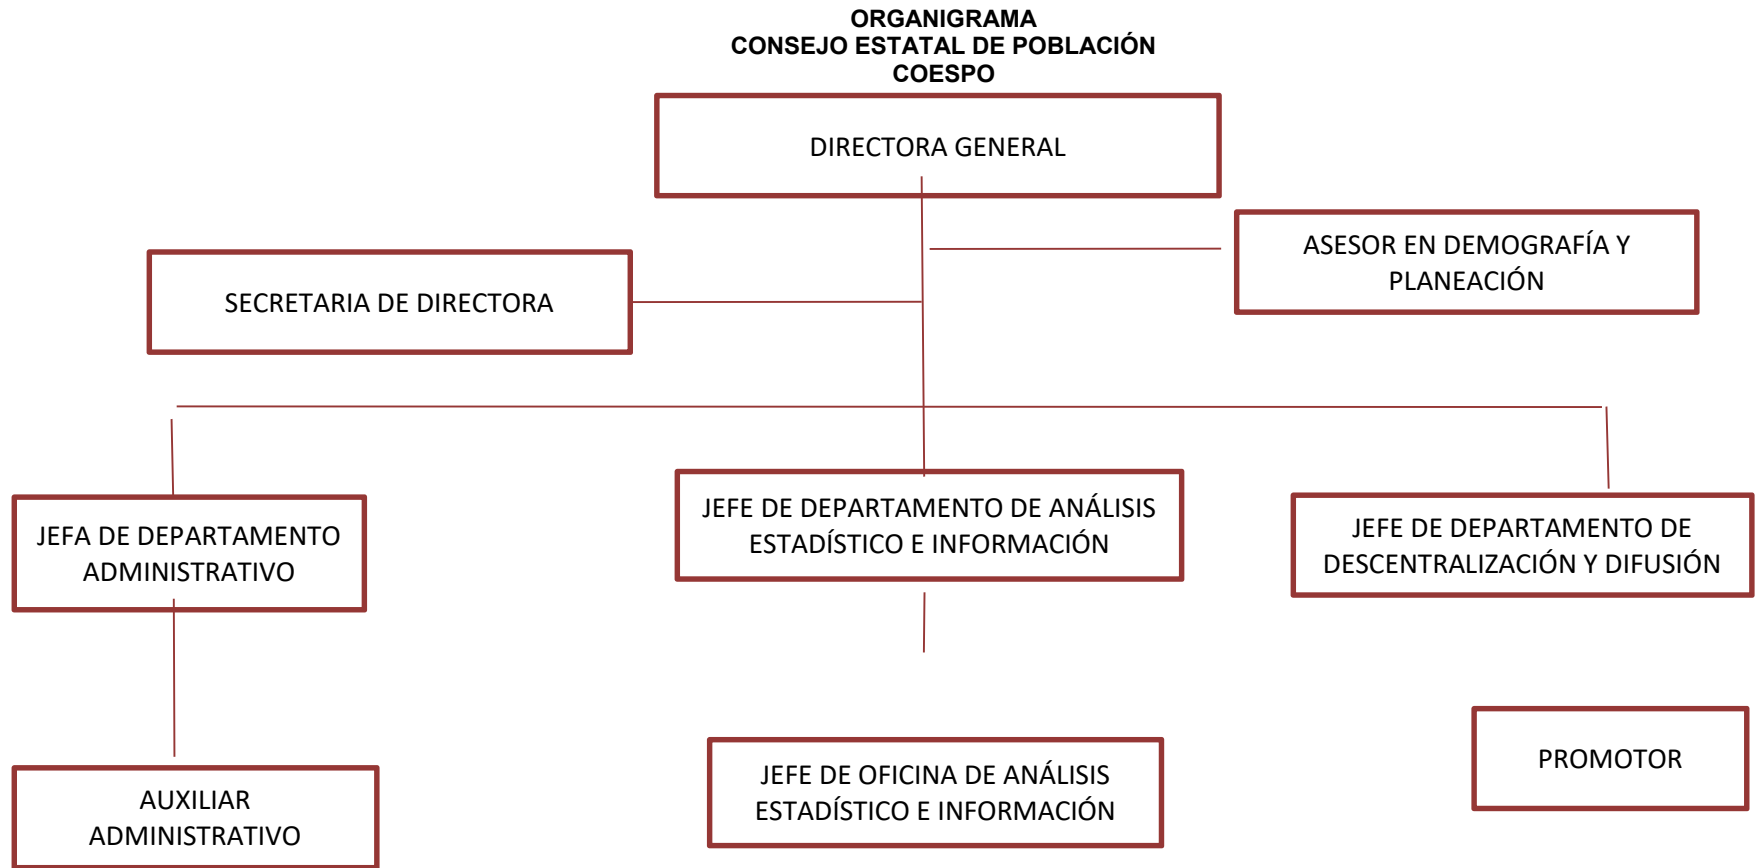 ORGANIGRAMA
CONSEJO ESTATAL DE POBLACIÓN
COESPO
DIRECTORA GENERAL
ASESOR EN DEMOGRAFÍA Y
PLANEACIÓN
SECRETARIA DE DIRECTORA
JEFA DE DEPARTAMENTO
ADMINISTRATIVO
JEFE DE DEPARTAMENTO DE ANÁLISIS
ESTADÍSTICO E INFORMACIÓN
JEFE DE DEPARTAMENTO DE
DESCENTRALIZACIÓN Y DIFUSIÓN
AUXILIAR
ADMINISTRATIVO
JEFE DE OFICINA DE ANÁLISIS
ESTADÍSTICO E INFORMACIÓN
PROMOTOR